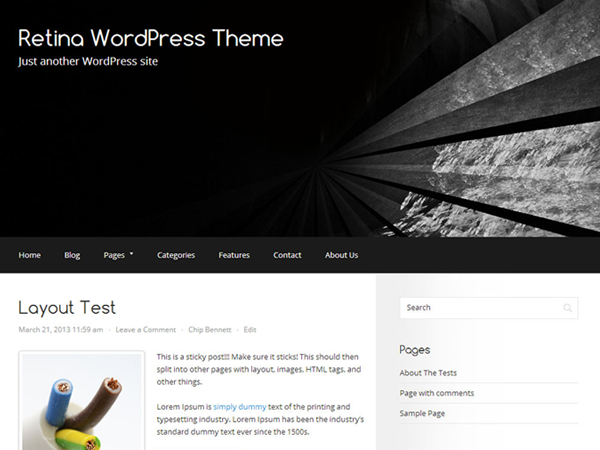 Retina WordPress Theme
Just another WordPress site
Home Blog Pages Categories Features Contact About Us
Layout Test
March 21, 2013 11:59 am · Leave a Comment · Chip Bennett · Edit
This is a sticky post!!! Make sure it sticks! This should then
split into other pages with layout, images, HTML tags, and
other things.
Lorem Ipsum is simply dummy text of the printing and
typesetting industry. Lorem Ipsum has been the industry's
standard dummy text ever since the 1500s.
Search
Pages
About The Tests
Page with comments
Sample Page